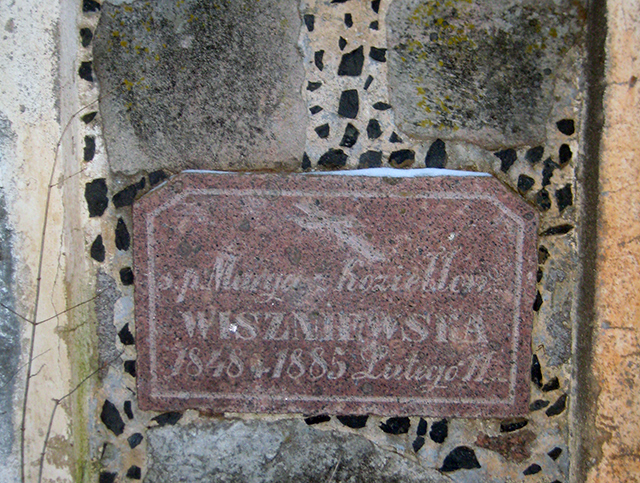 ś.p. Marya z Koziełłów
WISZNIEWSKA
1848 † 1885 Lutego 11